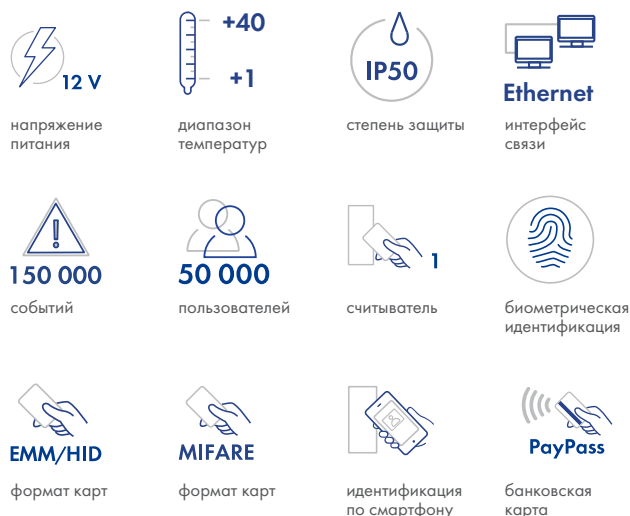 12 V
напряжение
питания
+40
+1
диапазон
температур
IP50
степень защиты
Ethernet
интерфейс
связи
150 000
событий
50 000
пользователей
1
считыватель
биометрическая
идентификация
EMM/HID
формат карт
MIFARE
формат карт
идентификация
по смартфону
PayPass
банковская
карта